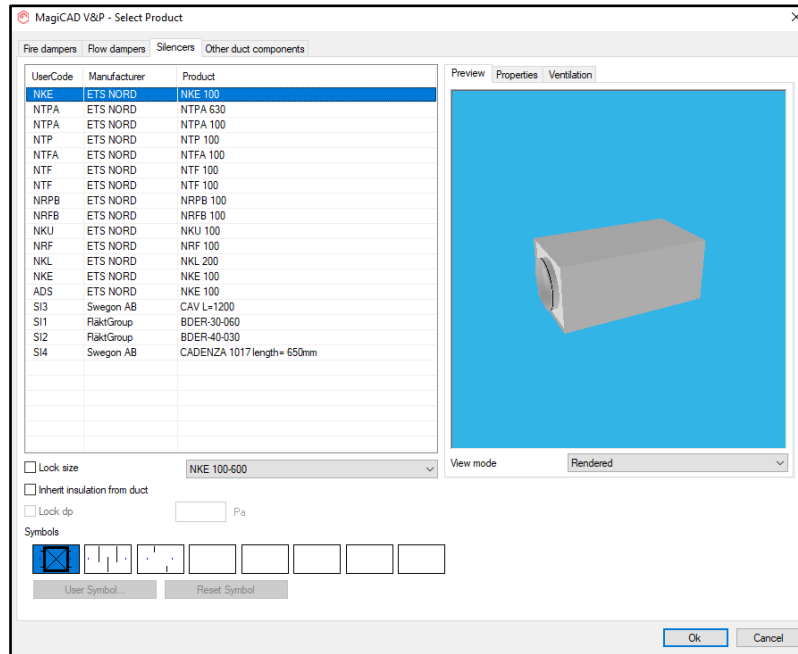 MagiCAD V&P - Select Product
Fire dampers Flow dampers Silencers Other duct components
UserCode Manufacturer Product
NKE ETS NORD NKE 100
NTPA ETS NORD NTPA 630
NTPA ETS NORD NTPA 100
NTP ETS NORD NTP 100
NTFA ETS NORD NTFA 100
NTF ETS NORD NTF 100
NTF ETS NORD NTF 100
NRPB ETS NORD NRPB 100
NRFB ETS NORD NRFB 100
NKU ETS NORD NKU 100
NRF ETS NORD NRF 100
NKL ETS NORD NKL 200
NKE ETS NORD NKE 100
ADS ETS NORD NKE 100
SI3 Swegon AB CAV L=1200
SI1 FläktGroup BDER-30-060
SI2 FläktGroup BDER-40-030
SI4 Swegon AB CADENZA 1017 length= 650mm
Lock size NKE 100-600
Inherit insulation from duct
Lock dp Pa
Symbols
User Symbol... Reset Symbol
Preview Properties Ventilation
View mode Rendered
Ok Cancel